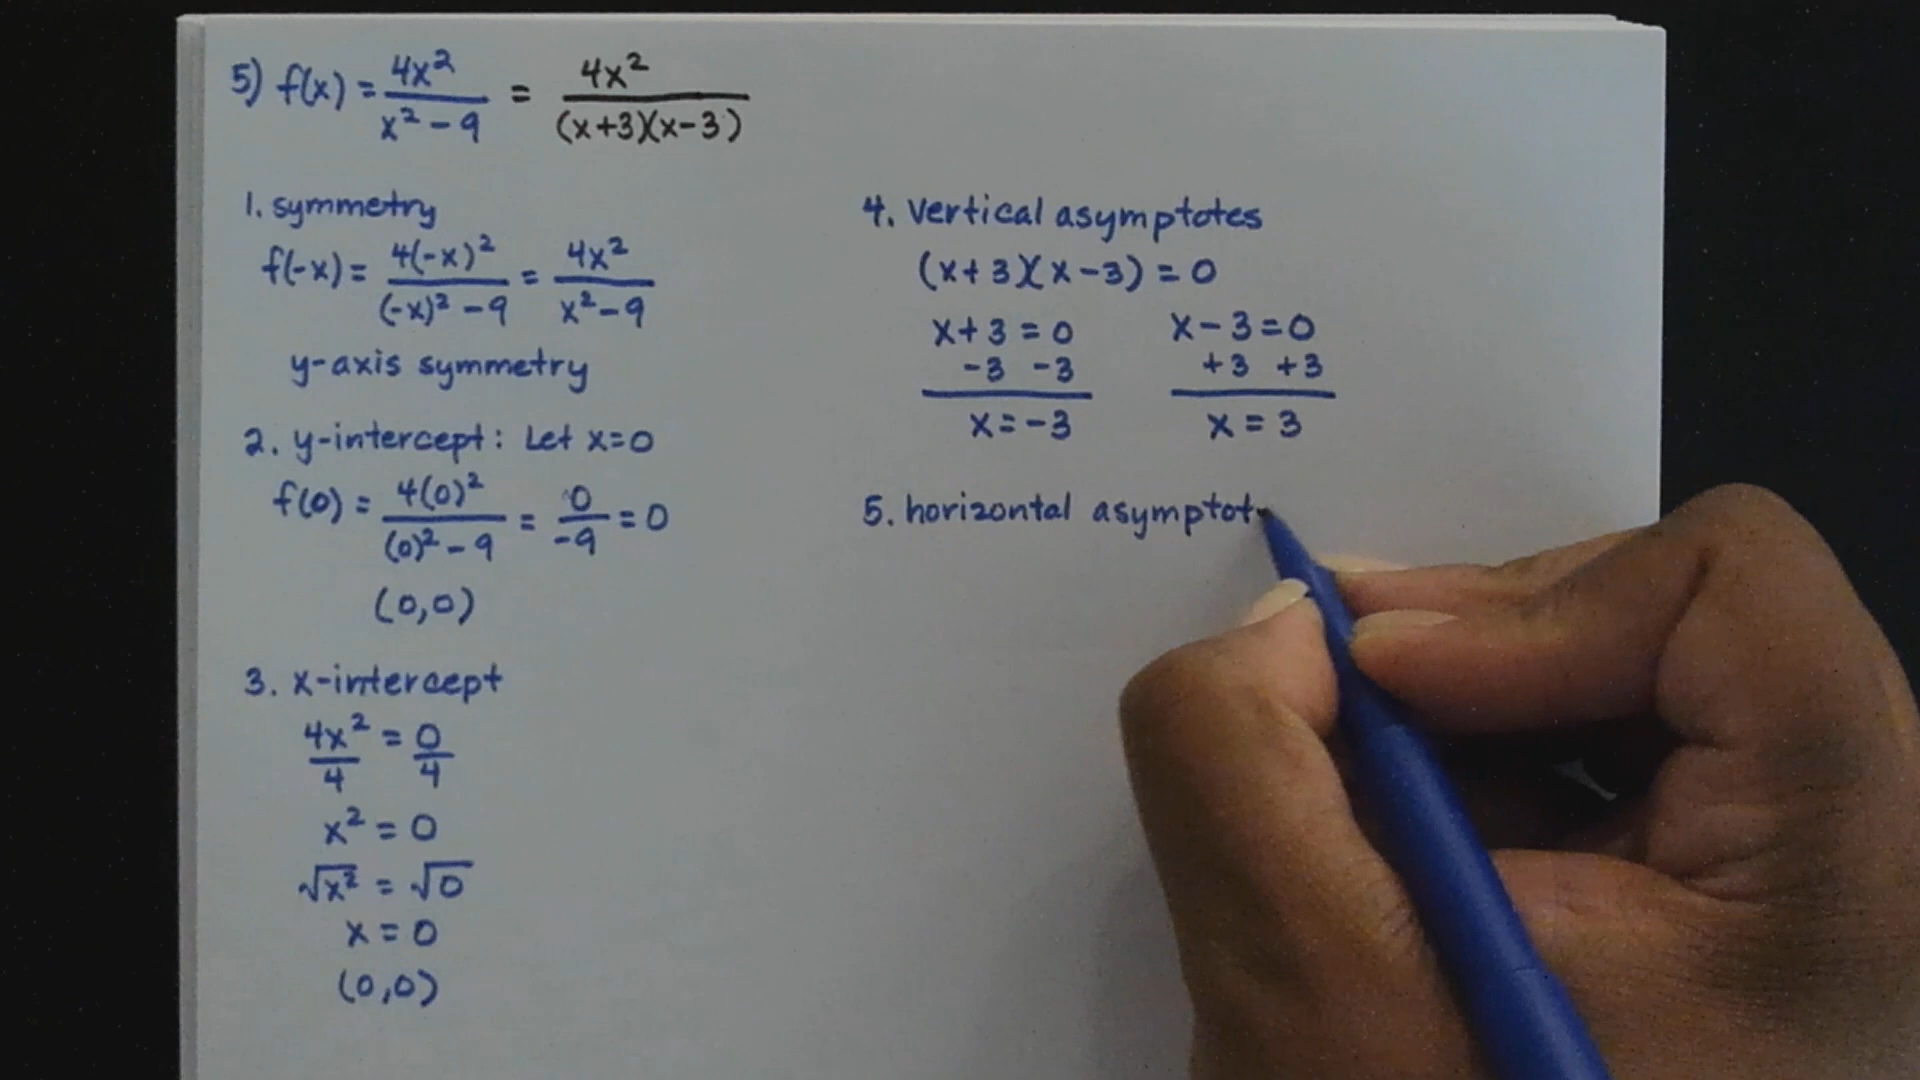 5) f(x) = 4x² / x² - 9 = 4x² / (x+3)(x-3)
1. symmetry
f(-x) = 4(-x)² / (-x)² - 9 = 4x² / x² - 9
y-axis symmetry
2. y-intercept: Let x=0
f(0) = 4(0)² / (0)² - 9 = 0 / -9 = 0
(0,0)
3. x-intercept
4x² / 4 = 0 / 4
x² = 0
√x² = √0
x = 0
(0,0)
4. vertical asymptotes
(x+3)(x-3) = 0
x+3 = 0 x-3 = 0
-3 -3 +3 +3
x = -3 x = 3
5. horizontal asymptot